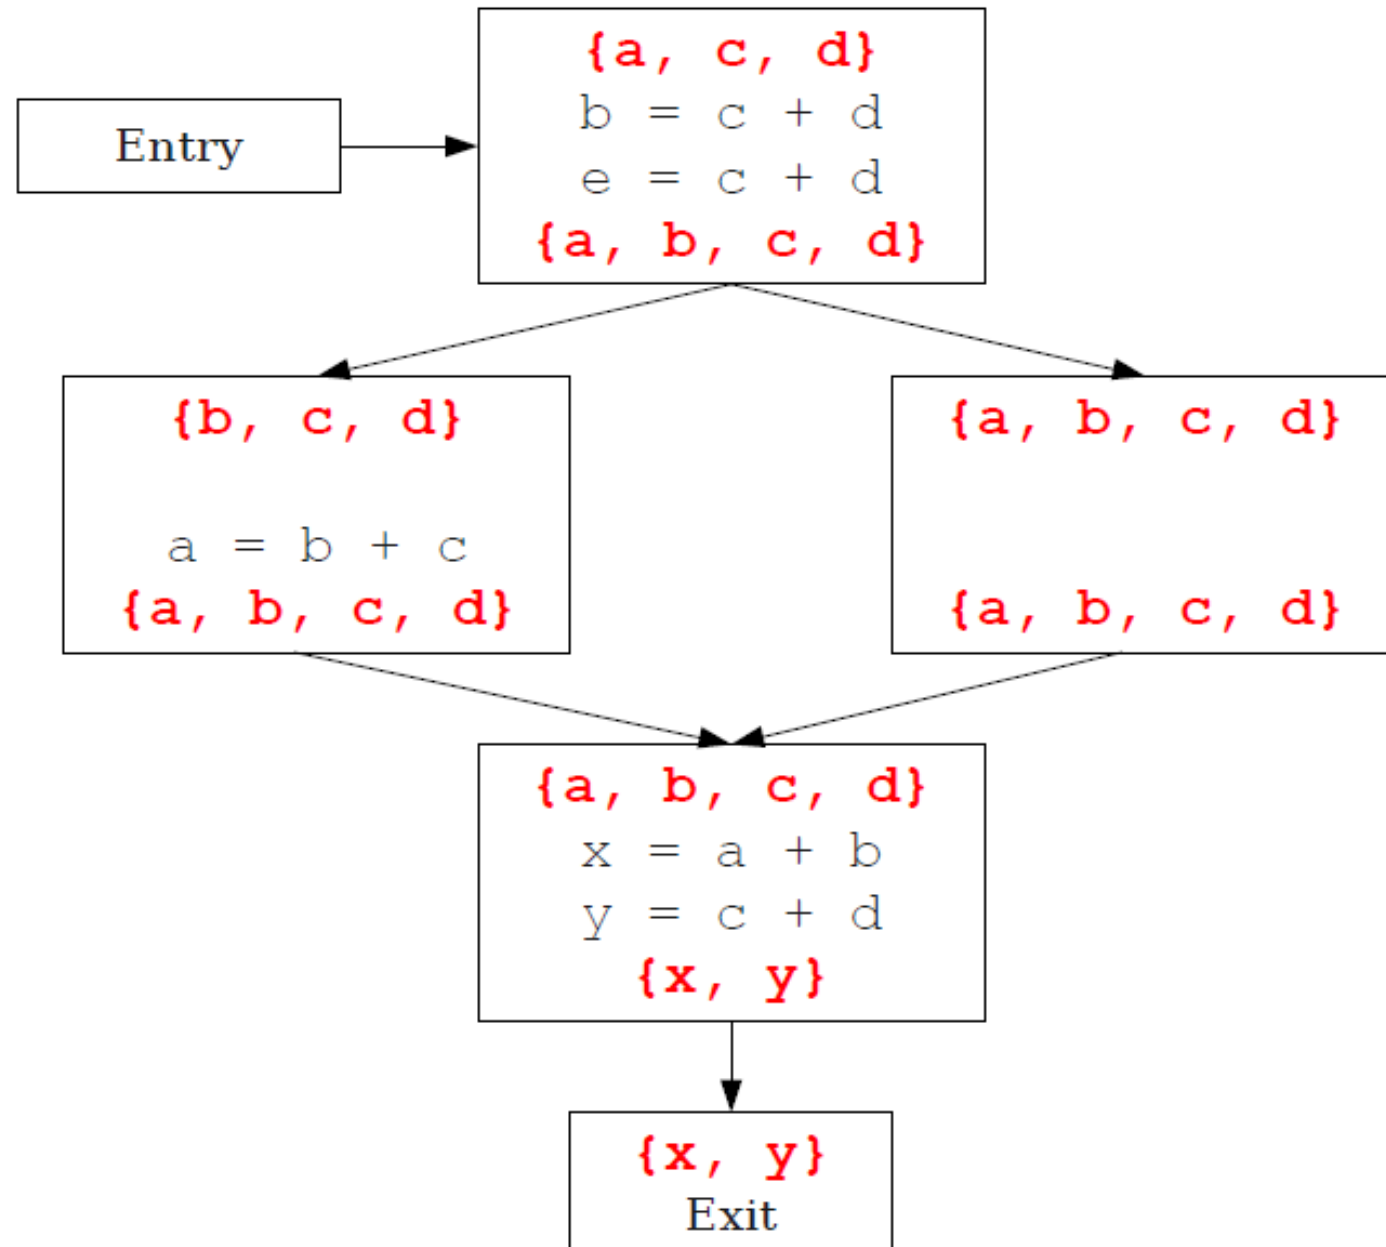 {a, c, d}
Entry
b = c + d
e = c + d
{a, b, c, d}
{b, c, d}
a = b + c
{a, b, c, d}
{a, b, c, d}
{a, b, c, d}
{a, b, c, d}
x = a + b
y = c + d
{x, y}
{x, y}
Exit